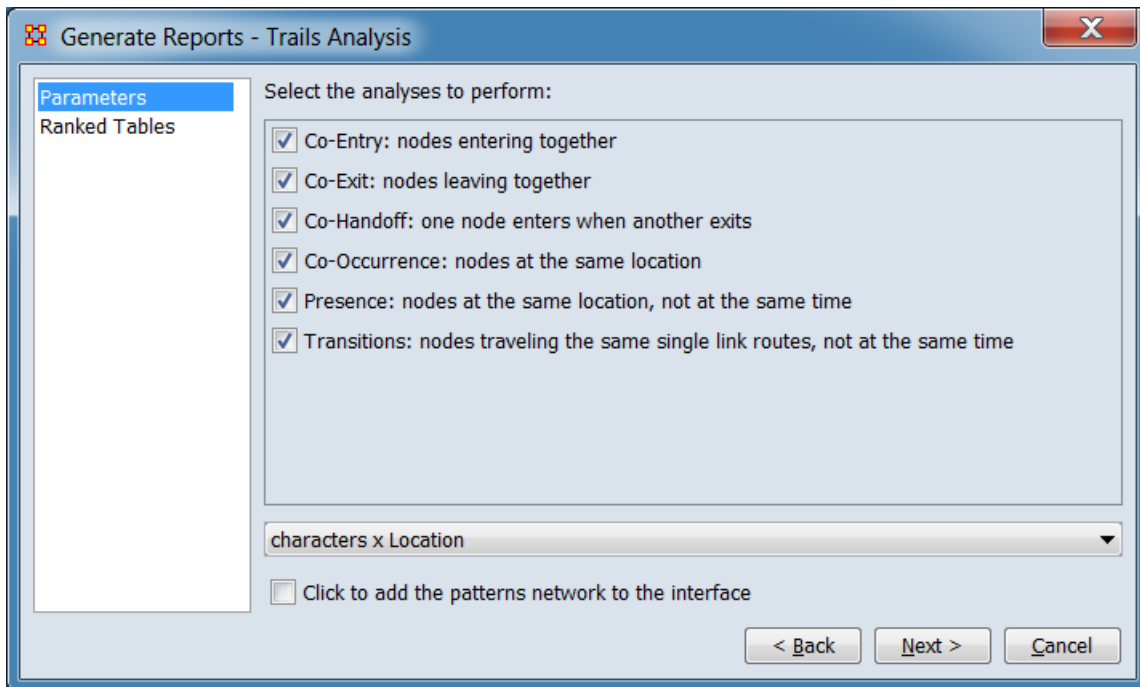 Generate Reports - Trails Analysis
Parameters
Ranked Tables
Select the analyses to perform:
Co-Entry: nodes entering together
Co-Exit: nodes leaving together
Co-Handoff: one node enters when another exits
Co-Occurrence: nodes at the same location
Presence: nodes at the same location, not at the same time
Transitions: nodes traveling the same single link routes, not at the same time
characters x Location
Click to add the patterns network to the interface
< Back
Next >
Cancel